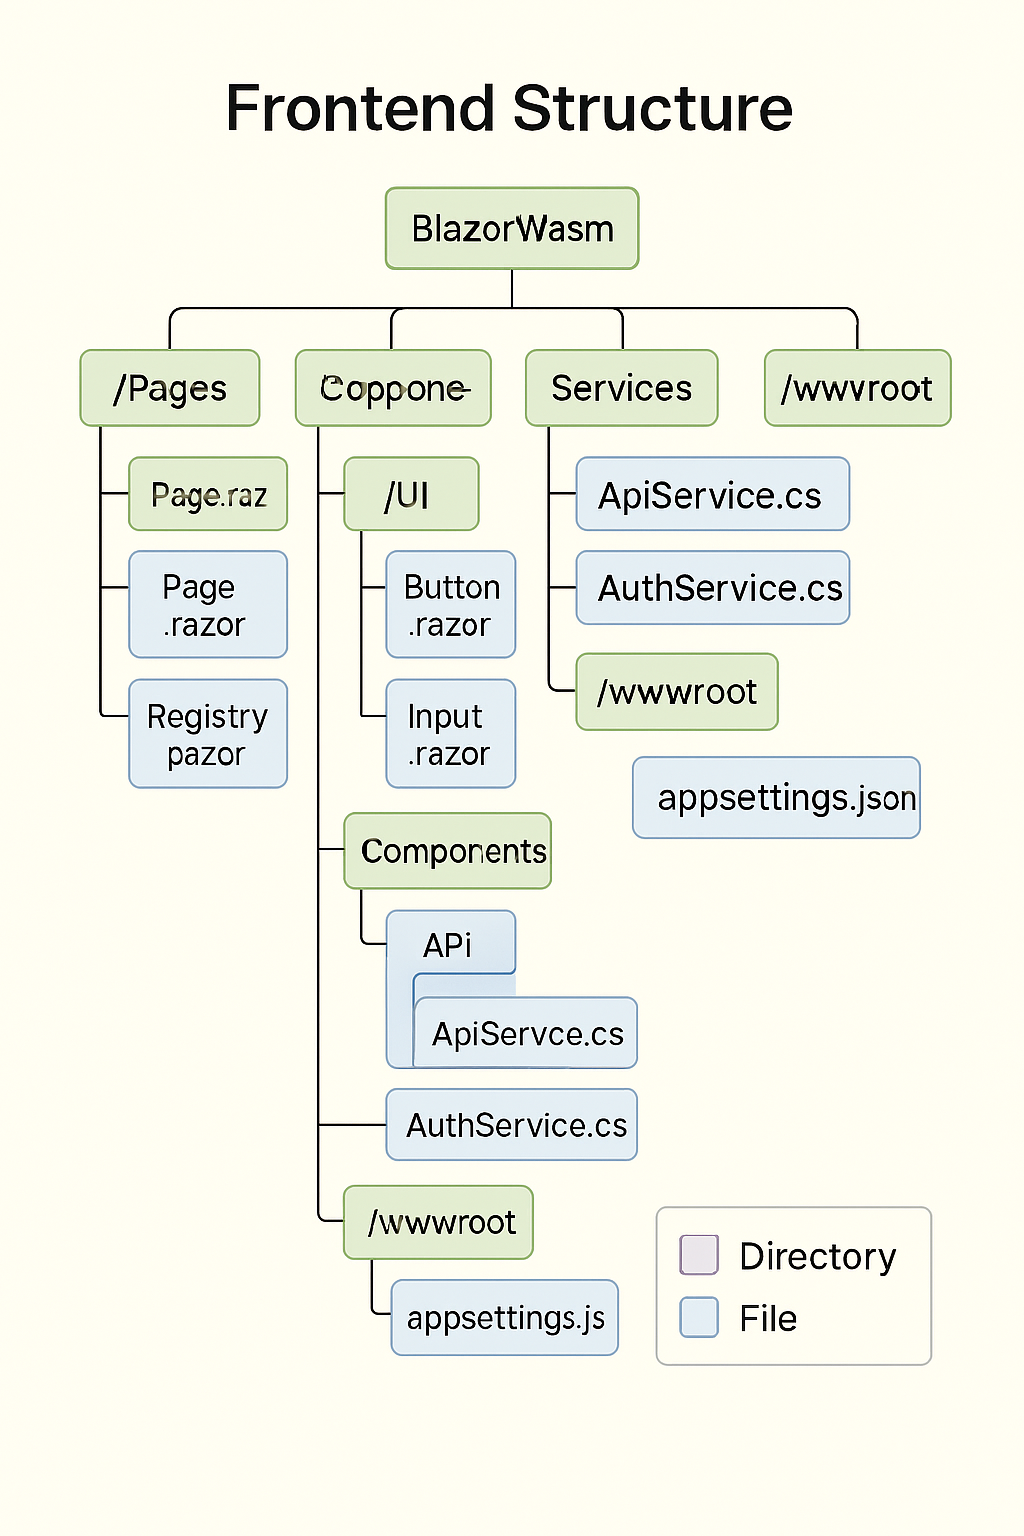 Frontend Structure
BlazorWasm
/Pages
Coppone-
Services
/wwvroot
Page.raz
/UI
ApiService.cs
Page
.razor
Button
.razor
AuthService.cs
Registry
pazor
Input
.razor
/wwwroot
appsettings.json
Components
APi
ApiServce.cs
AuthService.cs
/wwwroot
appsettings.js
Directory
File